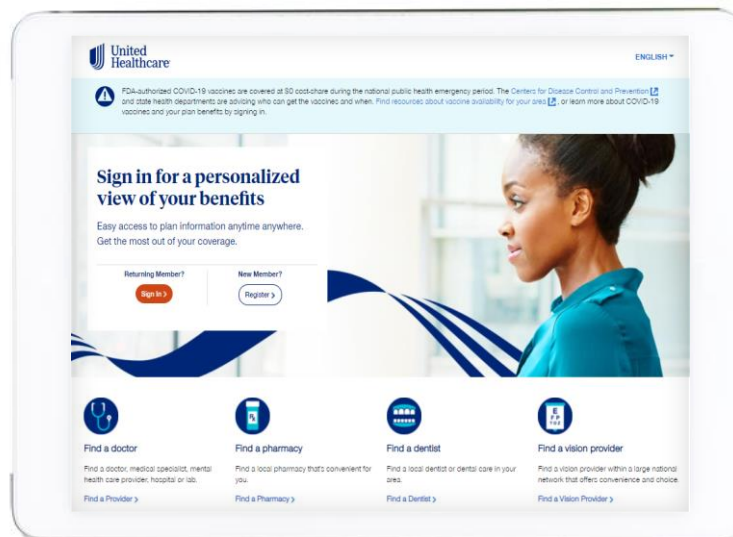 United
Healthcare
ENGLISH
FDA-authorized COVID-19 vaccines are covered at $0 cost-share during the national public health emergency period. The Centers for Disease Control and Prevention
and state health departments are advising who can get the vaccines and when. Find resources about vaccine availability for your area, or learn more about COVID-19
vaccines and your plan benefits by signing in.
Sign in for a personalized
view of your benefits
Easy access to plan information anytime anywhere.
Get the most out of your coverage.
Returning Member? New Member?
Sign In > Register >
Find a doctor Find a pharmacy Find a dentist Find a vision provider
Find a doctor, medical specialist, mental Find a local pharmacy that's convenient for Find a local dentist or dental care in your Find a vision provider within a large national
health care provider, hospital or lab. you. area. network that offers convenience and choice.
Find a Provider > Find a Pharmacy > Find a Dentist > Find a Vision Provider >